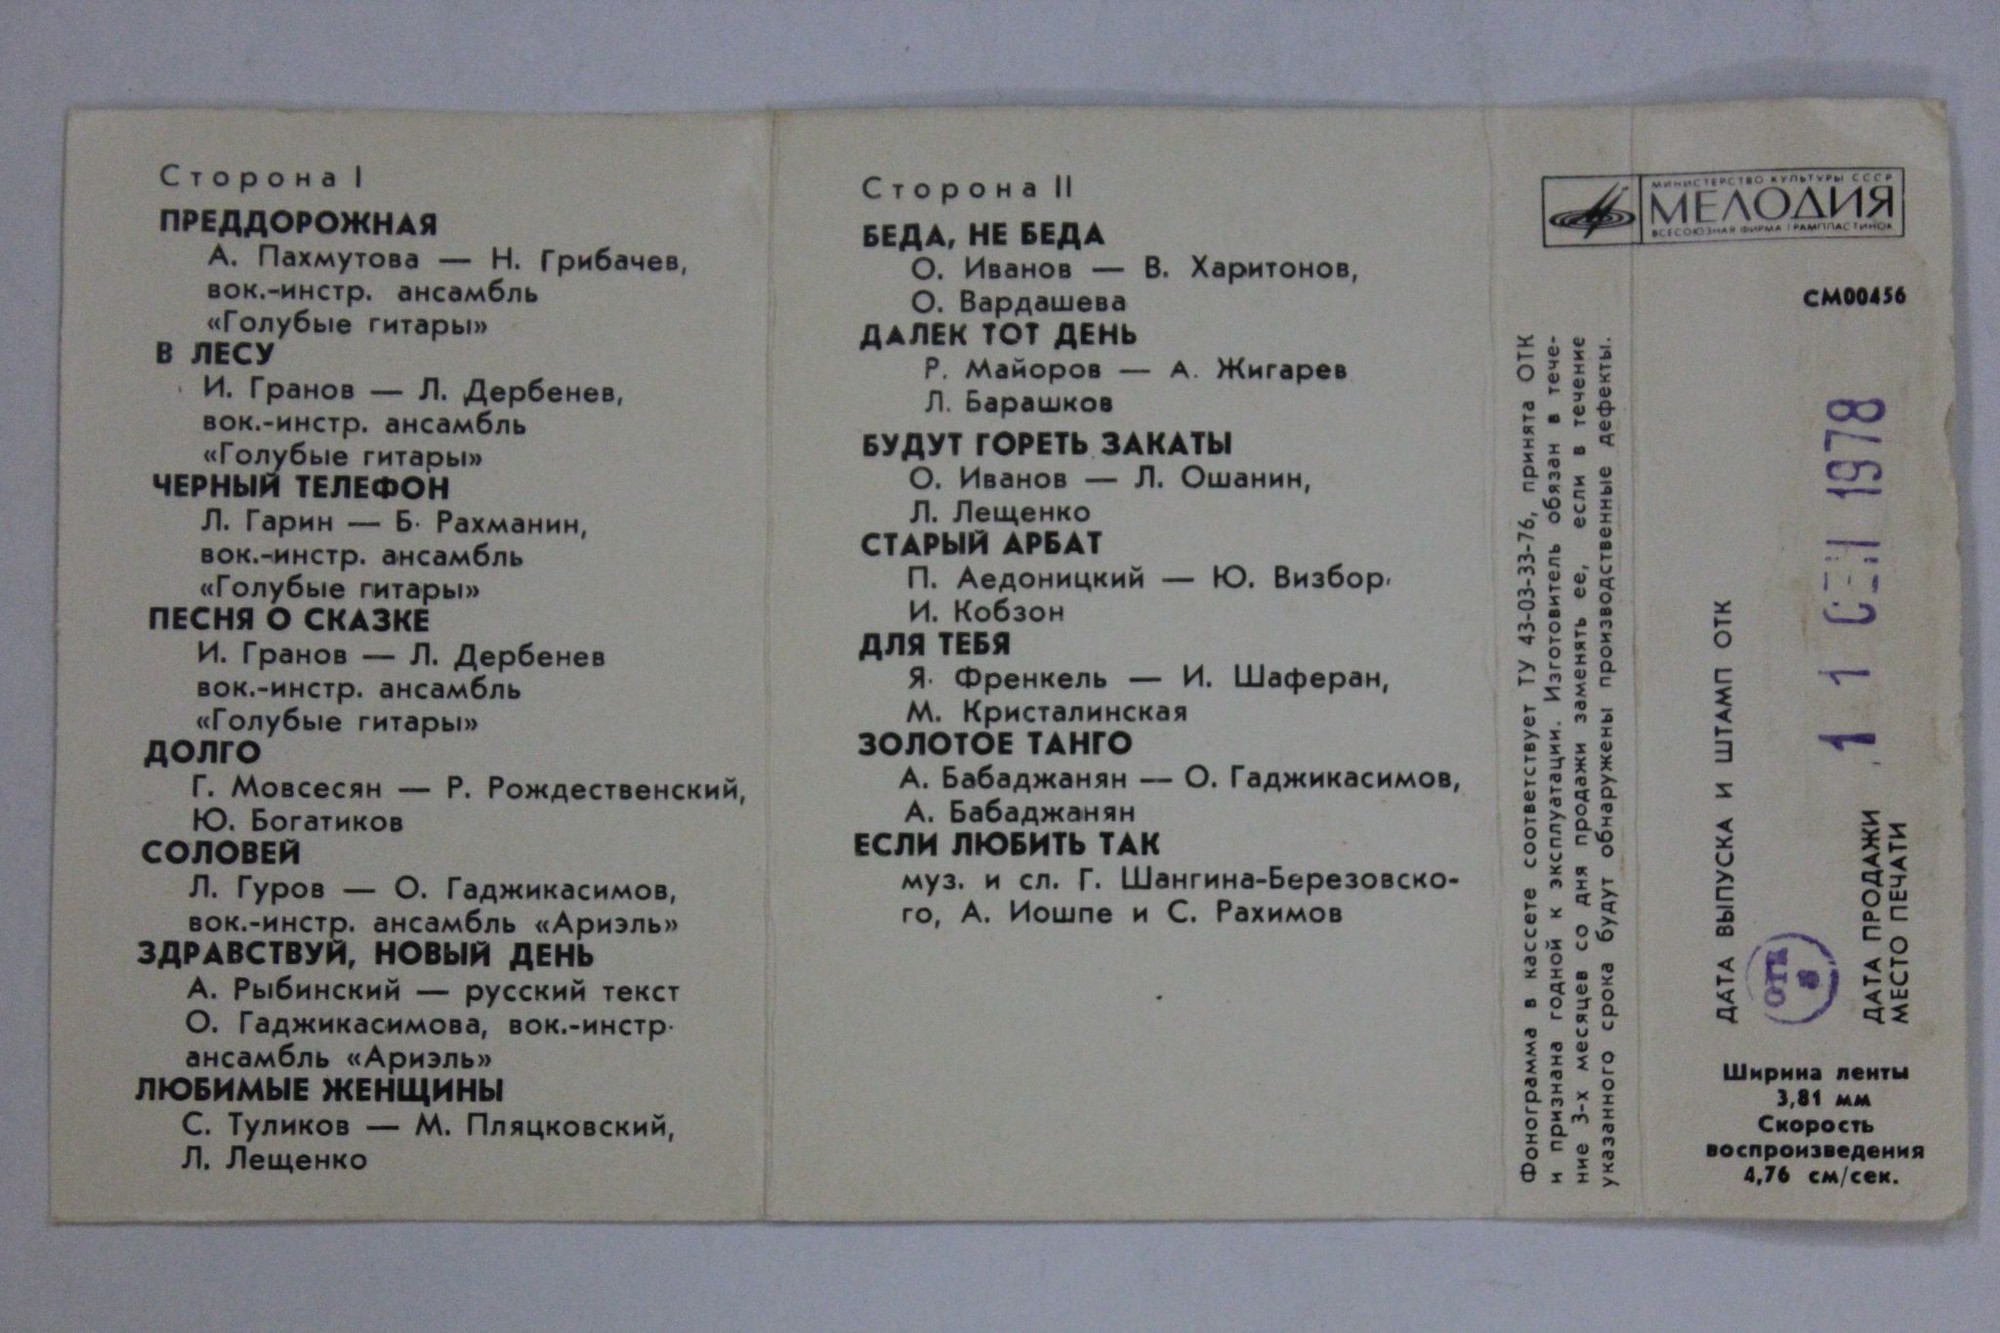 Сторона I
ПРЕДДОРОЖНАЯ
А. Пахмутова — Н. Грибачев,
вок.-инстр. ансамбль
«Голубые гитары»
В ЛЕСУ
И. Гранов — Л. Дербенев,
вок.-инстр. ансамбль
«Голубые гитары»
ЧЕРНЫЙ ТЕЛЕФОН
Л. Гарин — Б. Рахманин,
вок.-инстр. ансамбль
«Голубые гитары»
ПЕСНЯ О СКАЗКЕ
И. Гранов — Л. Дербенев
вок.-инстр. ансамбль
«Голубые гитары»
ДОЛГО
Г. Мовсесян — Р. Рождественский,
Ю. Богатиков
СОЛОВЕЙ
Л. Гуров — О. Гаджикасимов,
вок.-инстр. ансамбль «Ариэль»
ЗДРАВСТВУЙ, НОВЫЙ ДЕНЬ
А. Рыбинский — русский текст
О. Гаджикасимова, вок.-инстр.
ансамбль «Ариэль»
ЛЮБИМЫЕ ЖЕНЩИНЫ
С. Туликов — М. Пляцковский,
Л. Лещенко
Сторона II
БЕДА, НЕ БЕДА
О. Иванов — В. Харитонов,
О. Вардашева
ДАЛЕК ТОТ ДЕНЬ
Р. Майоров — А. Жигарев
Л. Барашков
БУДУТ ГОРЕТЬ ЗАКАТЫ
О. Иванов — Л. Ошанин,
Л. Лещенко
СТАРЫЙ АРБАТ
П. Аедоницкий — Ю. Визбор,
И. Кобзон
ДЛЯ ТЕБЯ
Я. Френкель — И. Шаферан,
М. Кристалинская
ЗОЛОТОЕ ТАНГО
А. Бабаджанян — О. Гаджикасимов,
А. Бабаджанян
ЕСЛИ ЛЮБИТЬ ТАК
муз. и сл. Г. Шангина-Березовско-
го, А. Иошпе и С. Рахимов
Фонограмма в кассете соответствует ТУ 43-03-33-76, принята ОТК
и признана годной к эксплуатации. Изготовитель обязан в тече-
ние 3-х месяцев со дня продажи заменять ее, если в течение
указанного срока будут обнаружены производственные дефекты.
МИНИСТЕРСТВО КУЛЬТУРЫ СССР
МЕЛОДИЯ
ВСЕСОЮЗНАЯ ФИРМА ГРАМПЛАСТИНОК
СМ00456
ДАТА ВЫПУСКА И ШТАМП ОТК
ОТК
8
11 СЕН 1978
ДАТА ПРОДАЖИ
МЕСТО ПЕЧАТИ
Ширина ленты
3,81 мм
Скорость
воспроизведения
4,76 см/сек.